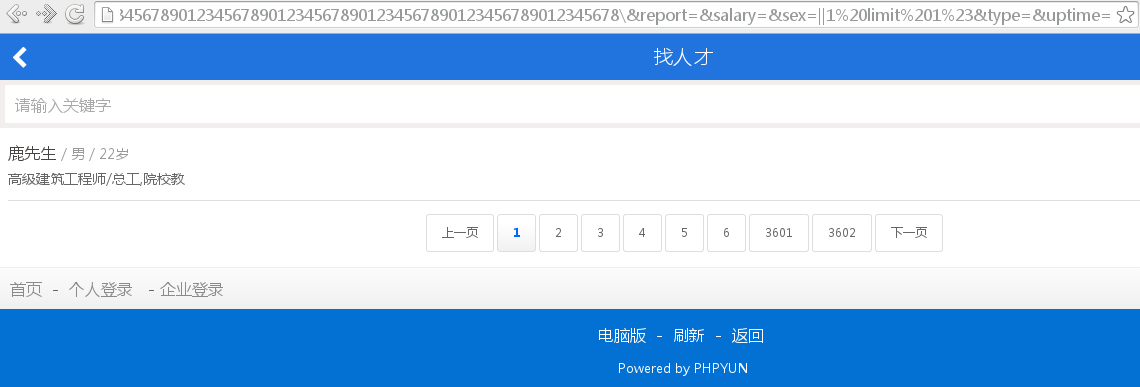 34567890123456789012345678901234567890123456789012345678\&report=&salary=&sex=||1%20limit%201%23&type=&uptime=
找人才
请输入关键字
鹿先生 / 男 / 22岁
高级建筑工程师/总工,院校教
上一页 1 2 3 4 5 6 3601 3602 下一页
首页 - 个人登录 - 企业登录
电脑版 - 刷新 - 返回
Powered by PHPYUN